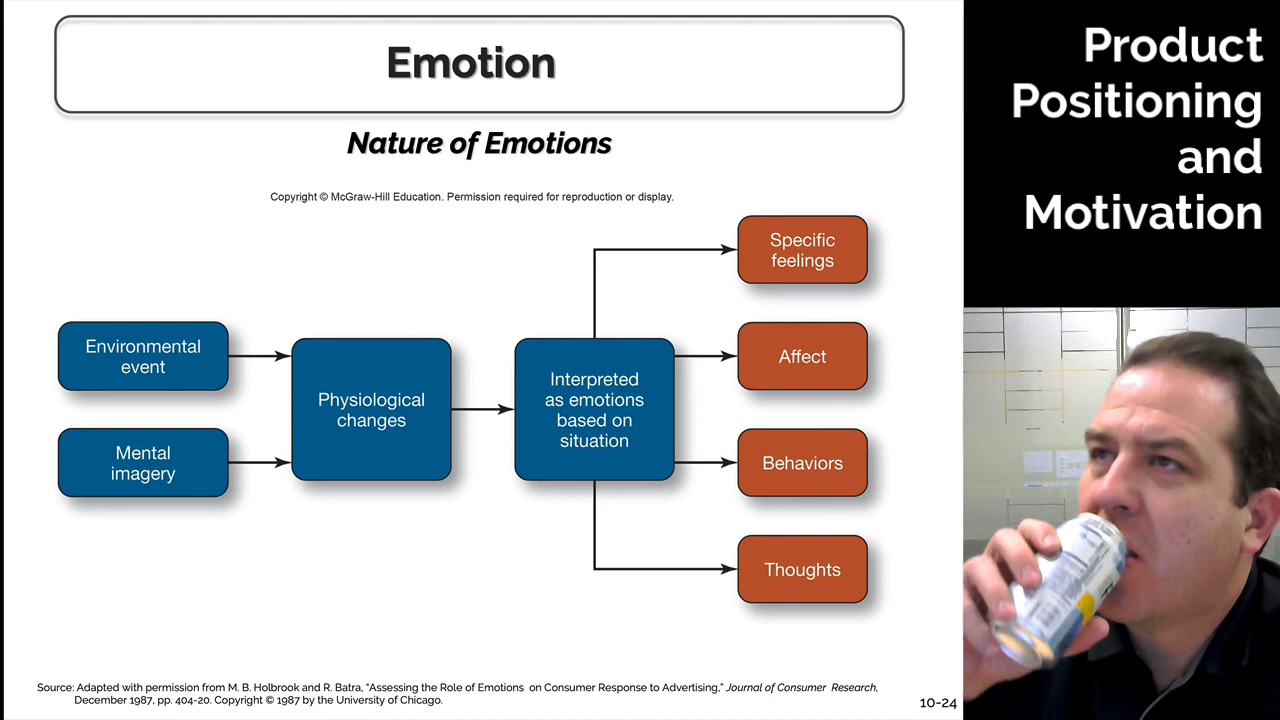 Emotion
Nature of Emotions
Copyright © McGraw-Hill Education. Permission required for reproduction or display.
Environmental
event
Mental
imagery
Physiological
changes
Interpreted
as emotions
based on
situation
Specific
feelings
Affect
Behaviors
Thoughts
Source: Adapted with permission from M. B. Holbrook and R. Batra, “Assessing the Role of Emotions on Consumer Response to Advertising,” Journal of Consumer Research,
December 1987, pp. 404-20. Copyright © 1987 by the University of Chicago.
10-24
Product
Positioning
and
Motivation